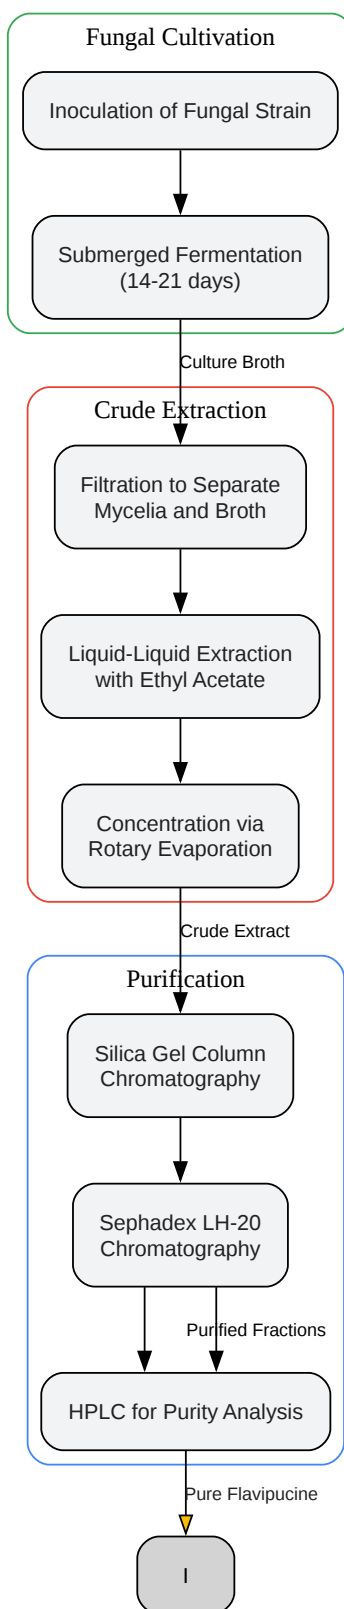 Fungal Cultivation
Inoculation of Fungal Strain
Submerged Fermentation
(14-21 days)
Culture Broth
Crude Extraction
Filtration to Separate
Mycelia and Broth
Liquid-Liquid Extraction
with Ethyl Acetate
Concentration via
Rotary Evaporation
Crude Extract
Purification
Silica Gel Column
Chromatography
Sephadex LH-20
Chromatography
Purified Fractions
HPLC for Purity Analysis
Pure Flavipucine
I